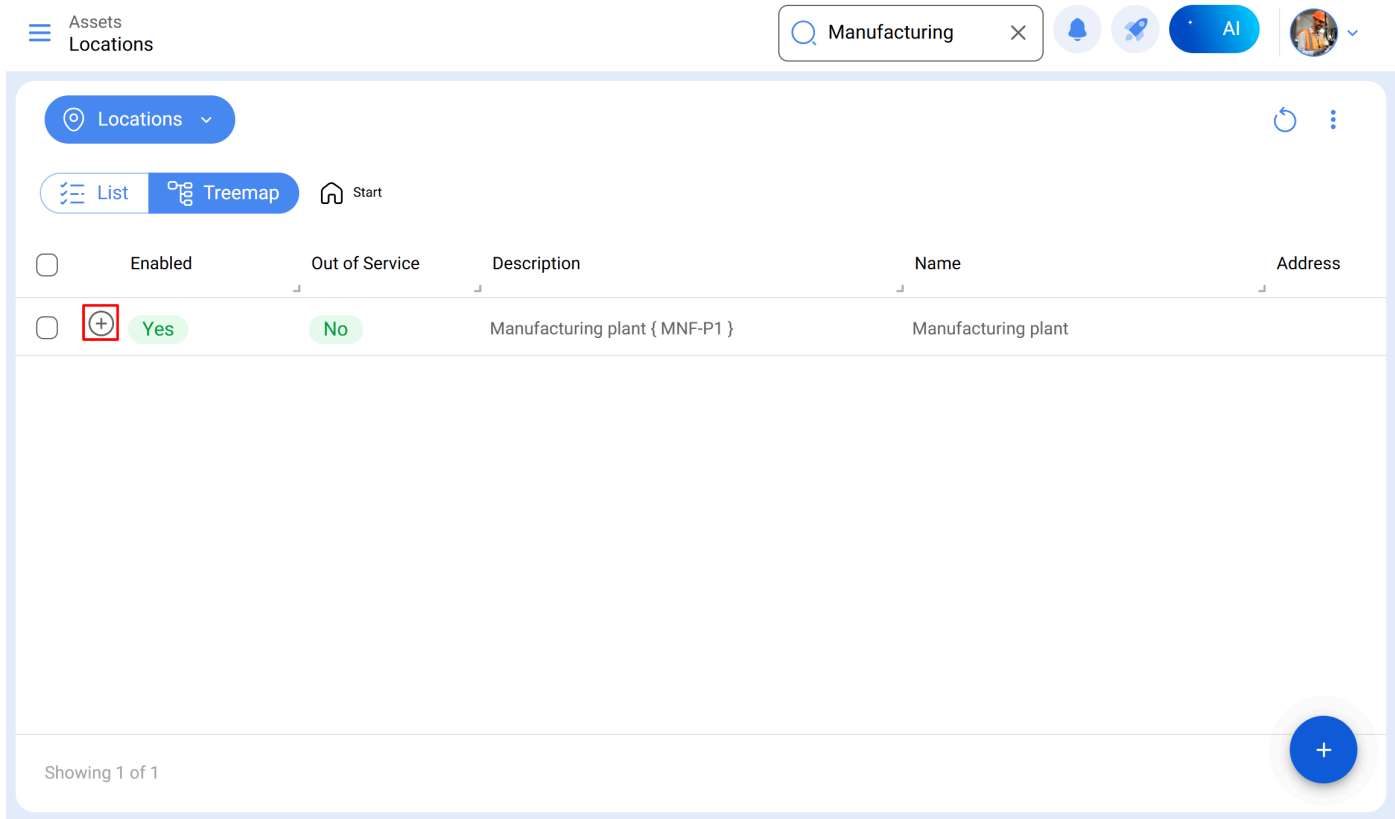 Assets
Locations
Manufacturing
AI
Locations
List
Treemap
Start
Enabled
Out of Service
Description
Name
Address
Yes
No
Manufacturing plant { MNF-P1 }
Manufacturing plant
Showing 1 of 1